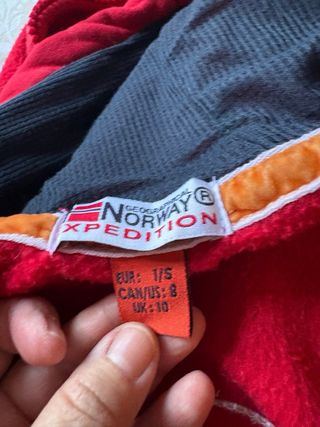 GEOGRAPHICAL
NORWAY ®
XPEDITION
EUR: 1/S
CAN/US: 8
UK: 10